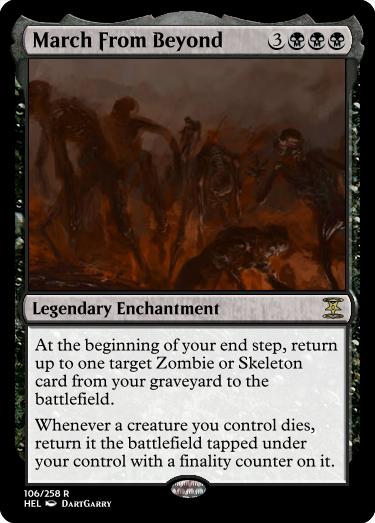 March From Beyond 3
Legendary Enchantment
At the beginning of your end step, return
up to one target Zombie or Skeleton
card from your graveyard to the
battlefield.
Whenever a creature you control dies,
return it the battlefield tapped under
your control with a finality counter on it.
106/258 R
HEL DartGarry